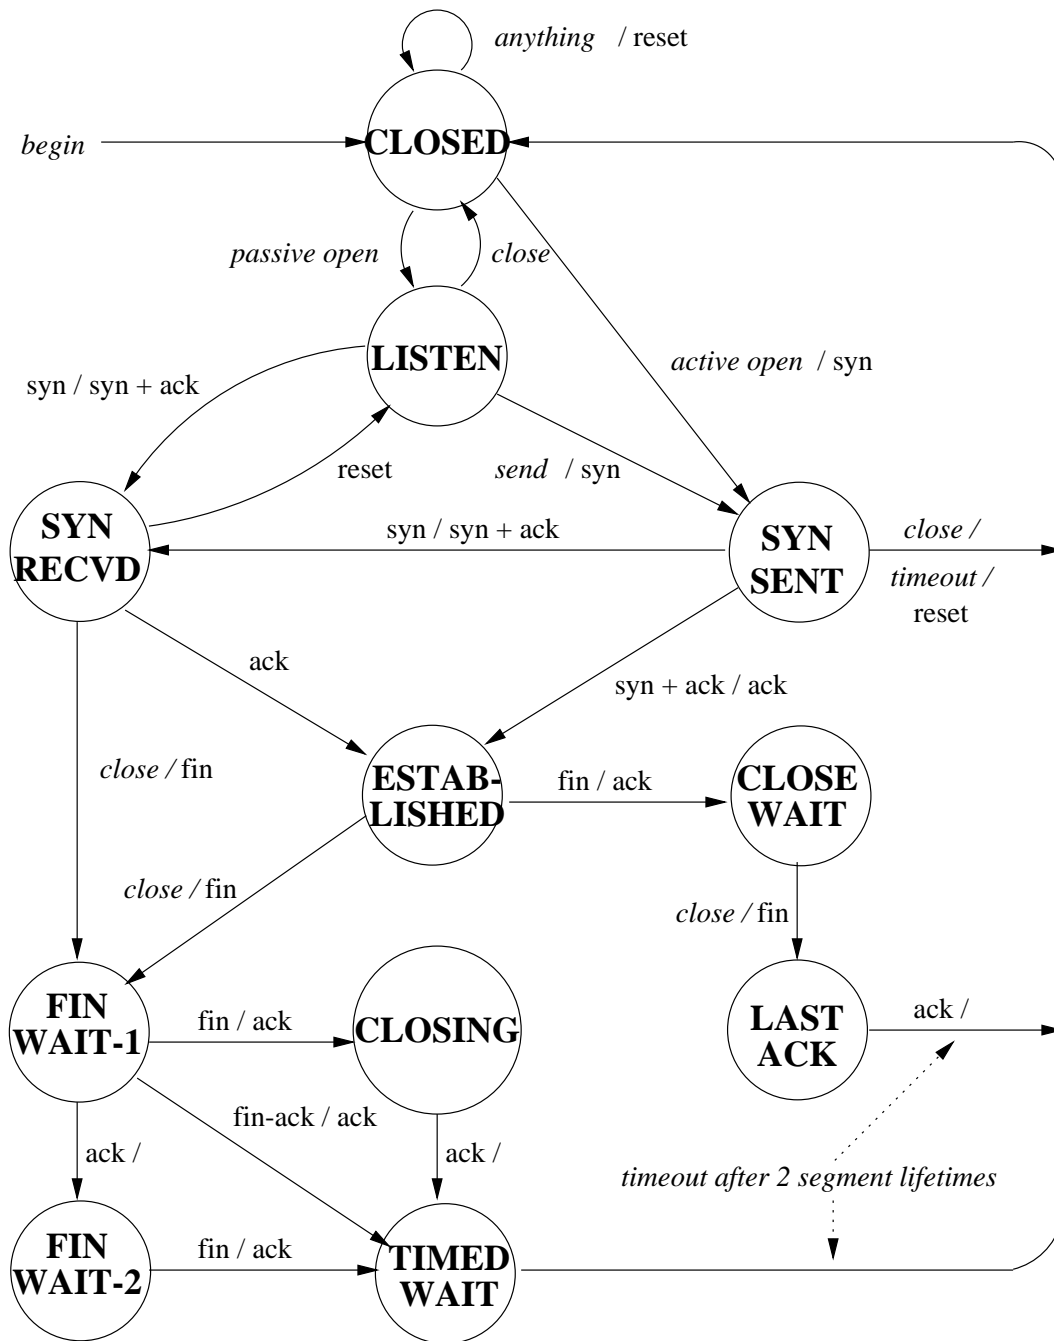 anything / reset
begin
CLOSED
passive open
close
LISTEN
active open / syn
syn / syn + ack
reset
send / syn
SYN
RECVD
syn / syn + ack
SYN
SENT
close /
timeout /
reset
ack
syn + ack / ack
close / fin
ESTAB-
LISHED
fin / ack
CLOSE
WAIT
close / fin
close / fin
FIN
WAIT-1
fin / ack
CLOSING
LAST
ACK
ack /
fin-ack / ack
ack /
ack /
timeout after 2 segment lifetimes
FIN
WAIT-2
fin / ack
TIMED
WAIT